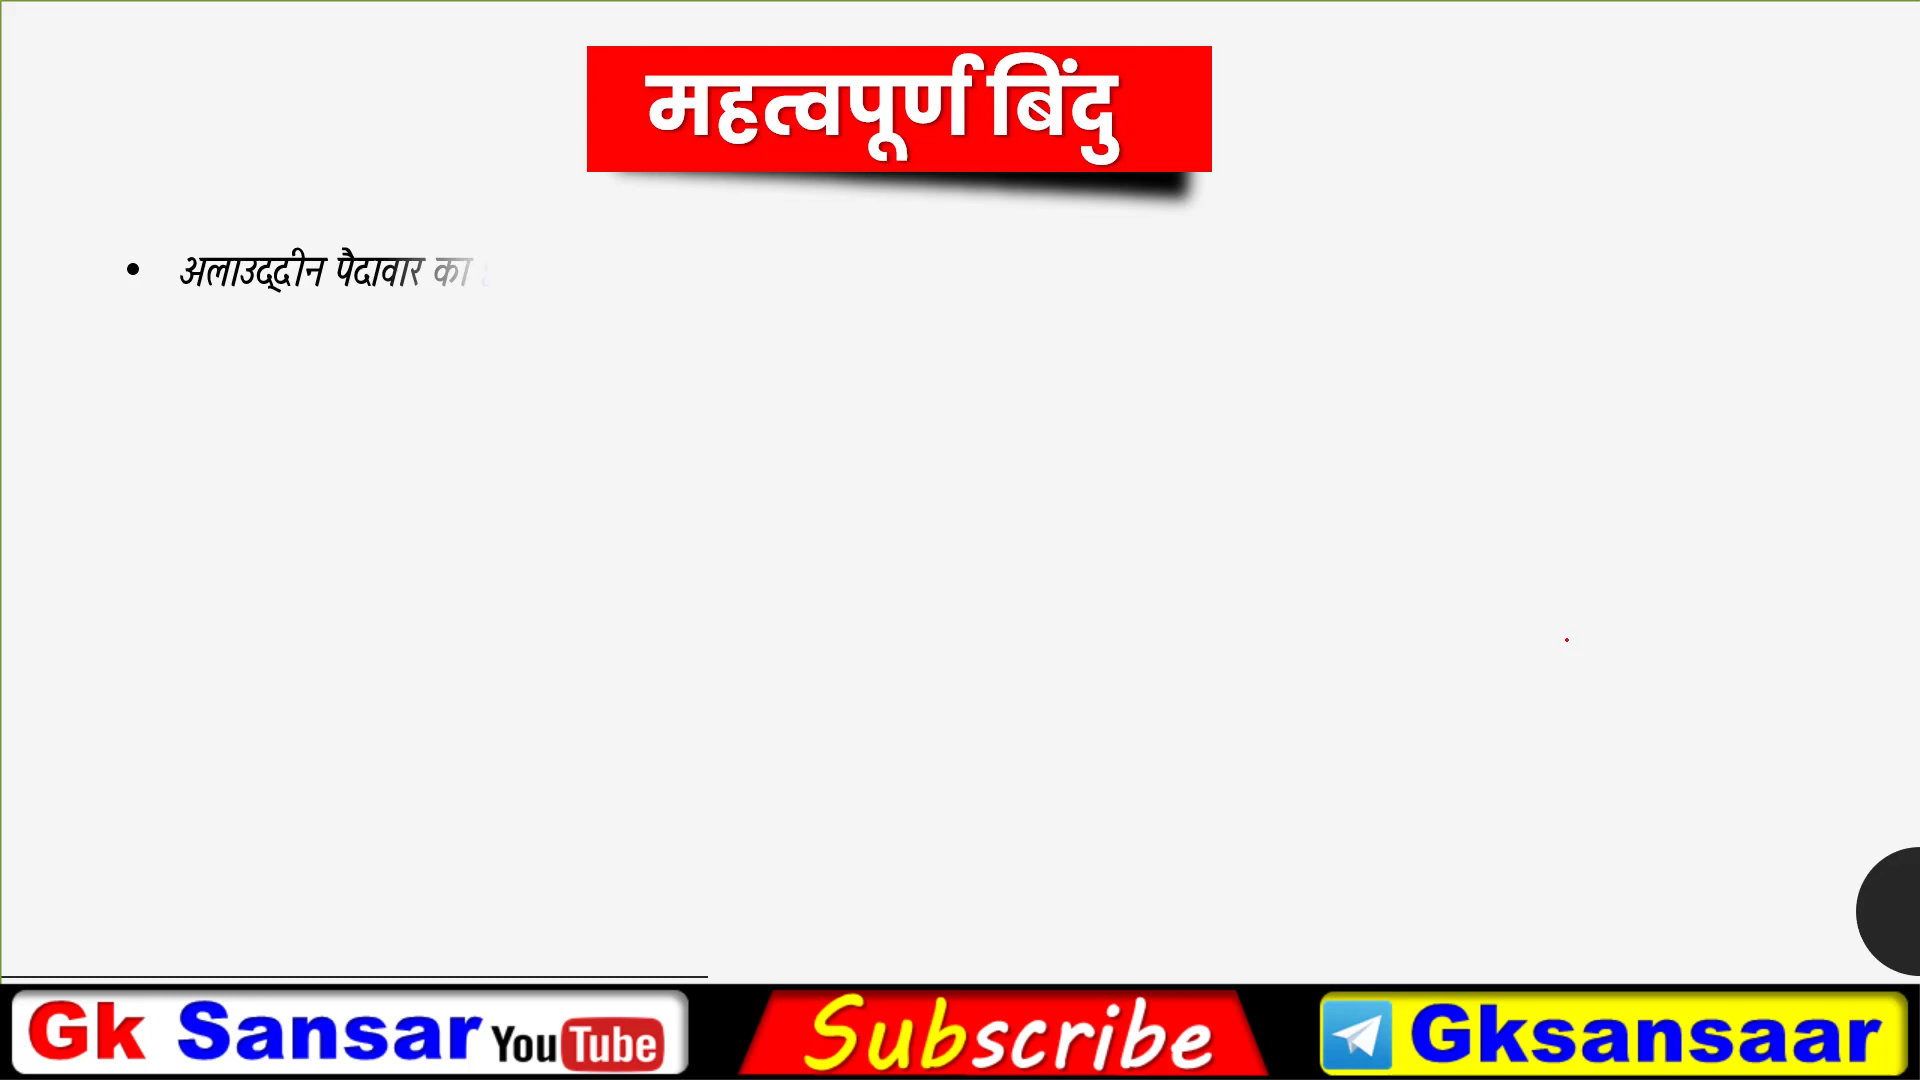 महत्वपूर्ण बिंदु
• अलाउद्दीन पैदावार का
Gk Sansar YouTube
Subscribe
Gksansaar